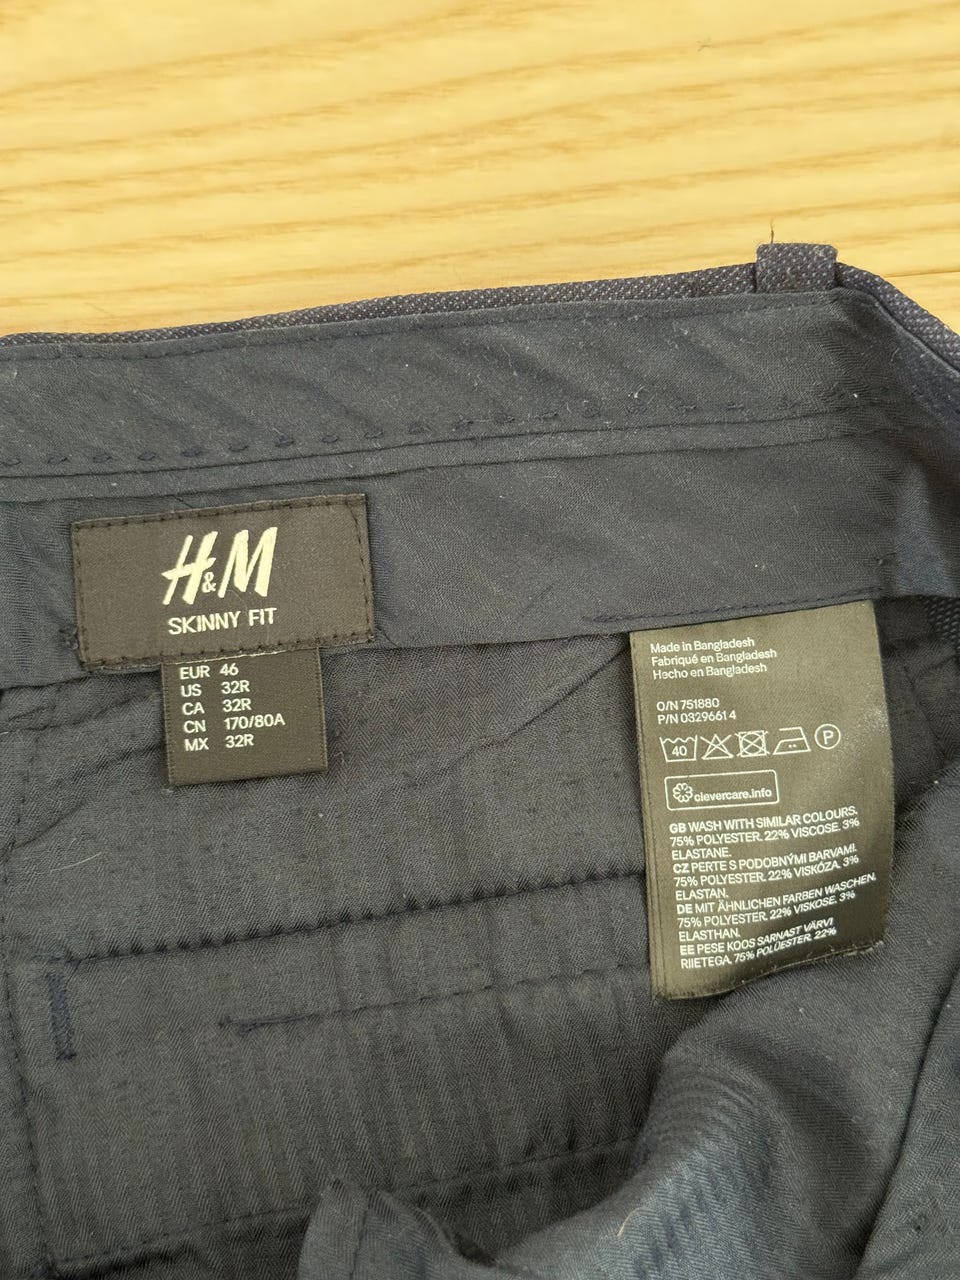 H&M
SKINNY FIT
EUR 46
US 32R
CA 32R
CN 170/80A
MX 32R
Made in Bangladesh
Fabriqué en Bangladesh
Hecho en Bangladesh
O/N 751880
P/N 0329661 4
40
P
clevercare.info
GB WASH WITH SIMILAR COLOURS.
75% POLYESTER. 22% VISCOSE. 3%
ELASTANE.
CZ PERTE S PODOBNÝMI BARVAMI.
75% POLYESTER. 22% VISKÓZA. 3%
ELASTAN.
DE MIT ÄHNLICHEN FARBEN WASCHEN.
75% POLYESTER. 22% VISKOSE. 3%
ELASTHAN.
EE PESE KOOS SARNAST VÄRVI
RIIETEGA. 75% POLÜESTER. 22%